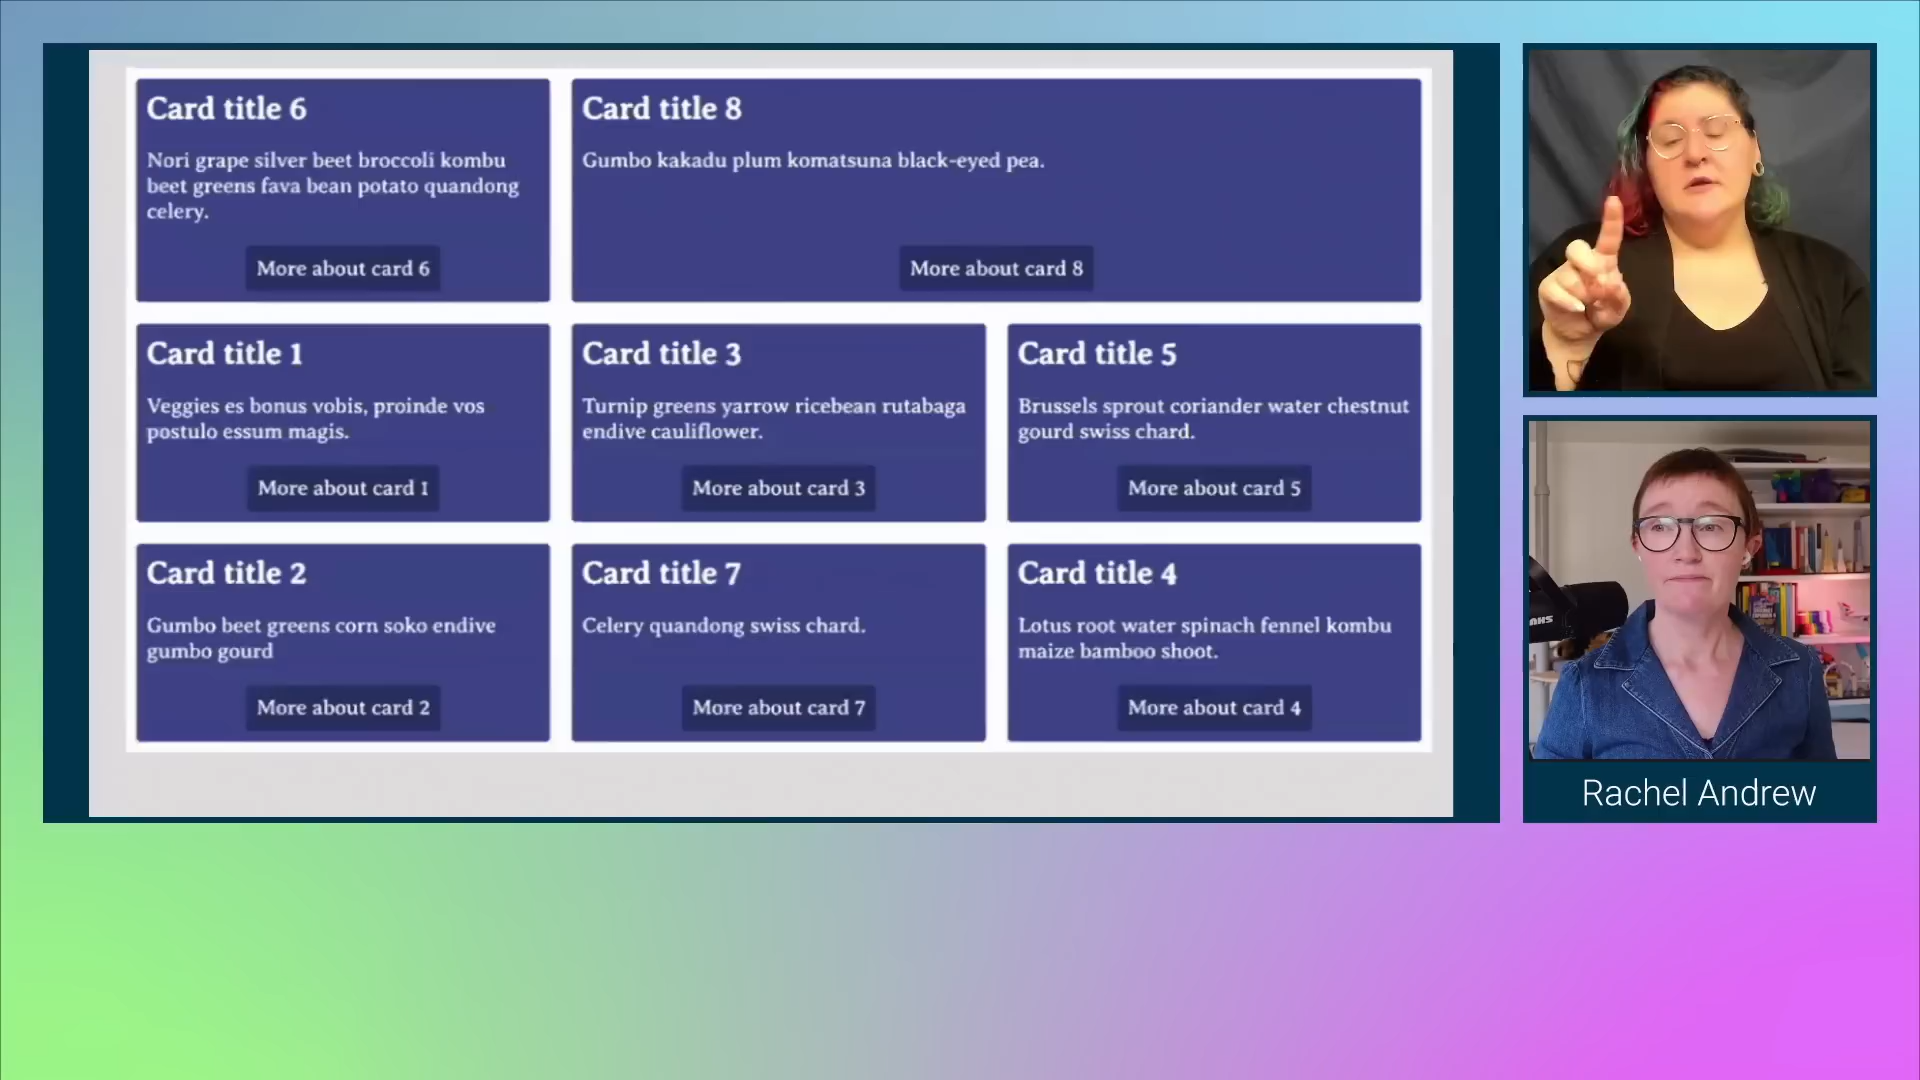 Card title 6
Nori grape silver beet broccoli kombu
beet greens fava bean potato quandong
celery.
More about card 6
Card title 8
Gumbo kakadu plum komatsuna black-eyed pea.
More about card 8
Card title 1
Veggies es bonus vobis, proinde vos
postulo essum magis.
More about card 1
Card title 3
Turnip greens yarrow ricebean rutabaga
endive cauliflower.
More about card 3
Card title 5
Brussels sprout coriander water chestnut
gourd swiss chard.
More about card 5
Card title 2
Gumbo beet greens corn soko endive
gumbo gourd
More about card 2
Card title 7
Celery quandong swiss chard.
More about card 7
Card title 4
Lotus root water spinach fennel kombu
maize bamboo shoot.
More about card 4
Rachel Andrew